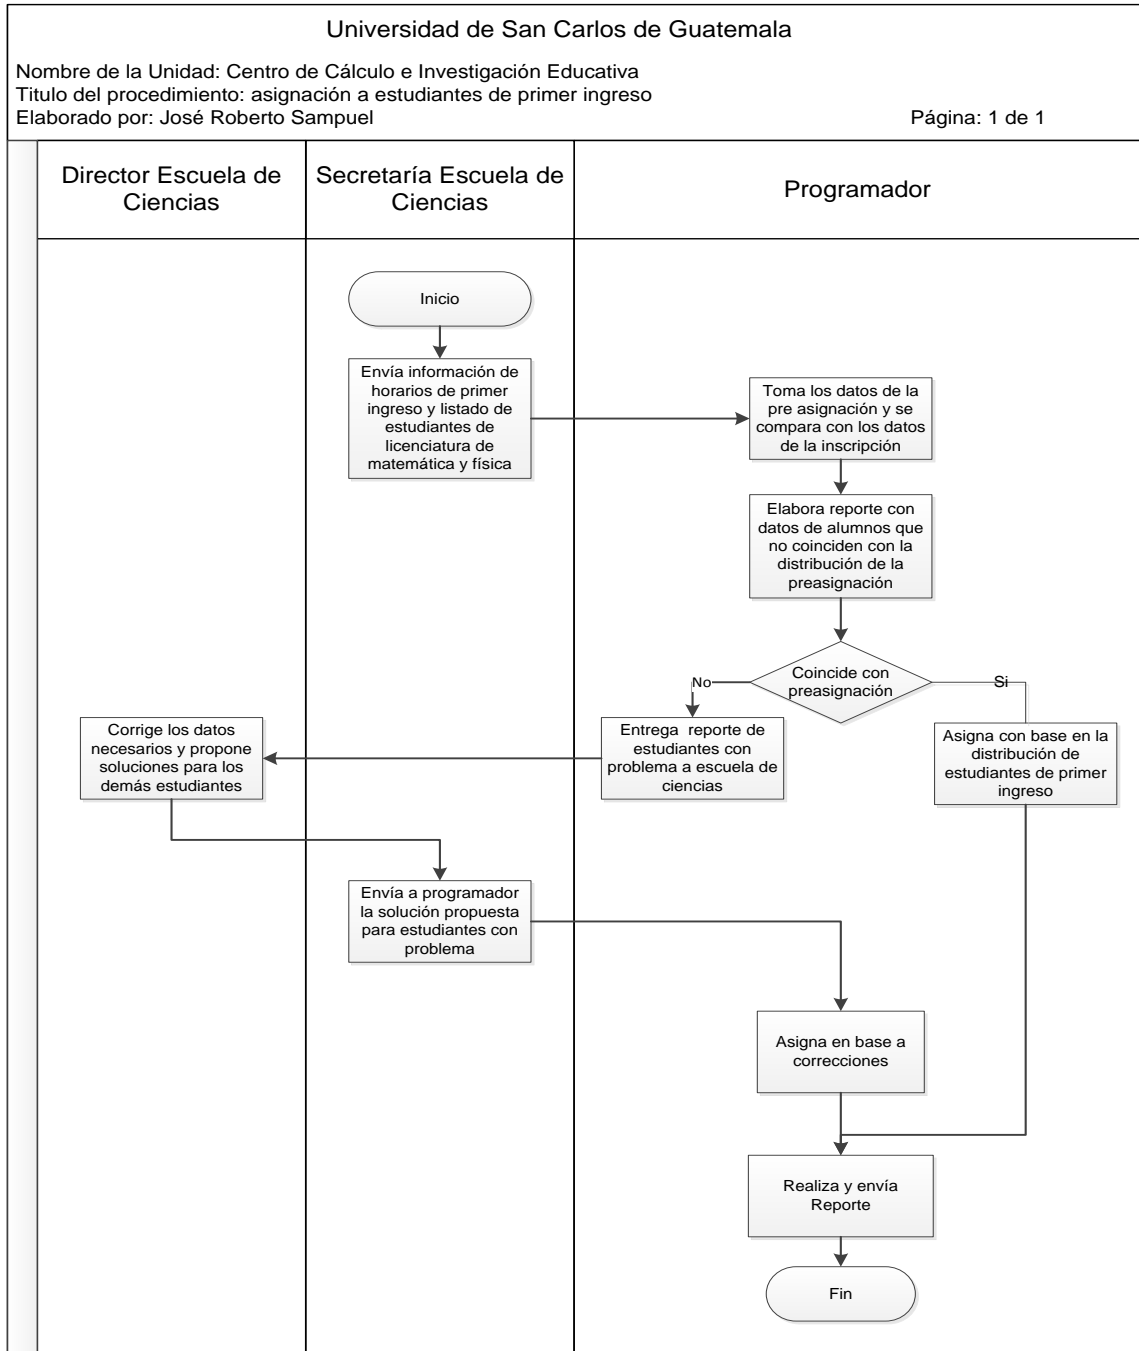 Universidad de San Carlos de Guatemala
Nombre de la Unidad: Centro de Cálculo e Investigación Educativa
Titulo del procedimiento: asignación a estudiantes de primer ingreso
Elaborado por: José Roberto Sampuel
Página: 1 de 1
Director Escuela de
Ciencias
Secretaría Escuela de
Ciencias
Programador
Inicio
Envía información de
horarios de primer
ingreso y listado de
estudiantes de
licenciatura de
matemática y física
Toma los datos de la
pre asignación y se
compara con los datos
de la inscripción
Elabora reporte con
datos de alumnos que
no coinciden con la
distribución de la
preasignación
Coincide con
preasignación
No
Si
Entrega reporte de
estudiantes con
problema a escuela de
ciencias
Asigna con base en la
distribución de
estudiantes de primer
ingreso
Corrige los datos
necesarios y propone
soluciones para los
demás estudiantes
Envía a programador
la solución propuesta
para estudiantes con
problema
Asigna en base a
correcciones
Realiza y envía
Reporte
Fin